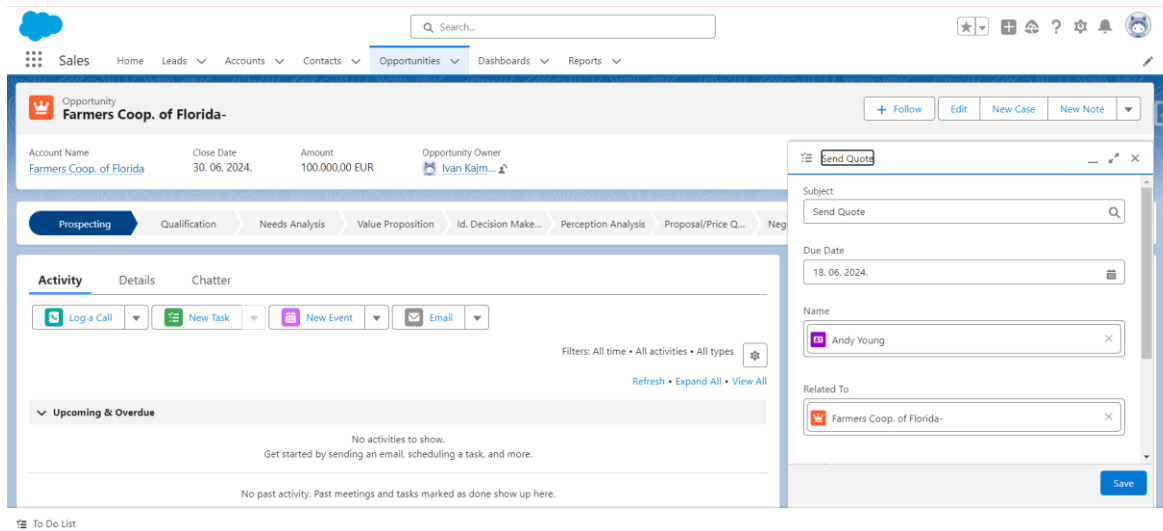 Search...
Sales Home Leads Accounts Contacts Opportunities Dashboards Reports
Opportunity
Farmers Coop. of Florida-
+ Follow Edit New Case New Note
Account Name Close Date Amount Opportunity Owner
Farmers Coop. of Florida 30. 06. 2024. 100.000,00 EUR Ivan Kajm...
Prospecting Qualification Needs Analysis Value Proposition Id. Decision Make... Perception Analysis Proposal/Price Q... Neg
Activity Details Chatter
Log a Call New Task New Event Email
Filters: All time • All activities • All types
Refresh • Expand All • View All
Upcoming & Overdue
No activities to show.
Get started by sending an email, scheduling a task, and more.
No past activity. Past meetings and tasks marked as done show up here.
Send Quote
Subject
Send Quote
Due Date
18. 06. 2024.
Name
Andy Young
Related To
Farmers Coop. of Florida-
Save
To Do List